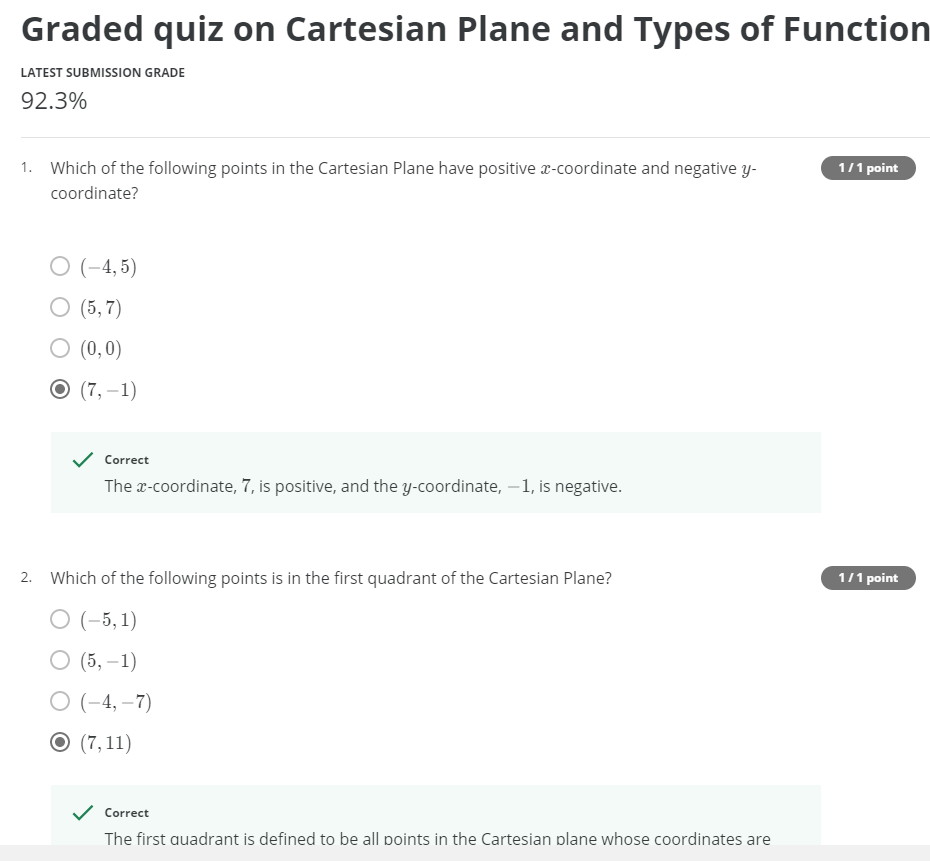 Graded quiz on Cartesian Plane and Types of Function
LATEST SUBMISSION GRADE
92.3%
1. Which of the following points in the Cartesian Plane have positive x-coordinate and negative y-
coordinate?
1 / 1 point
(−4, 5)
(5, 7)
(0, 0)
(7, −1)
Correct
The x-coordinate, 7, is positive, and the y-coordinate, −1, is negative.
2. Which of the following points is in the first quadrant of the Cartesian Plane?
1 / 1 point
(−5, 1)
(5, −1)
(−4, −7)
(7, 11)
Correct
The first quadrant is defined to be all points in the Cartesian plane whose coordinates are